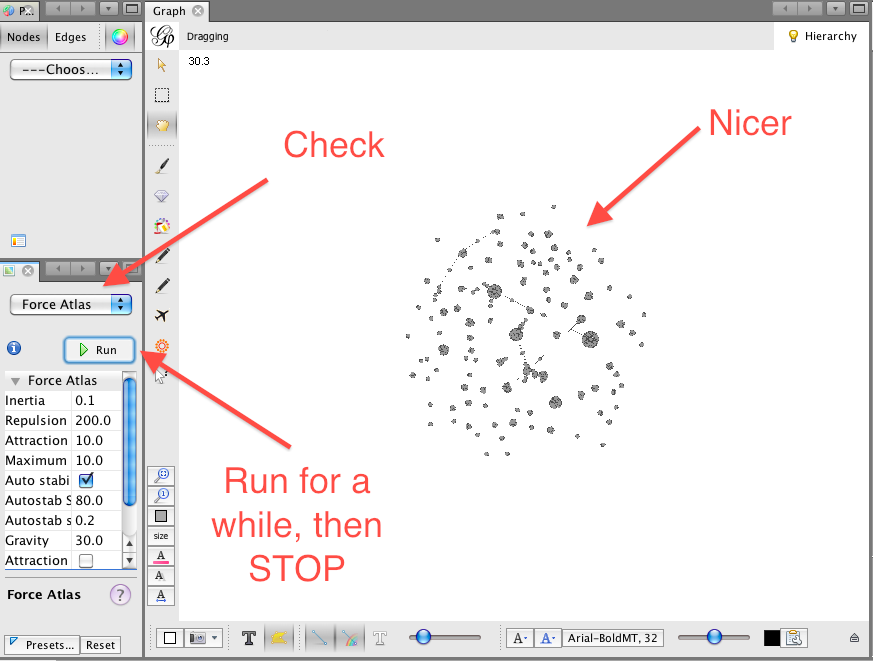 P...
Graph
Nodes
Edges
Dragging
Hierarchy
---Choos...
30.3
Check
Nicer
Force Atlas
Run
Force Atlas
Inertia 0.1
Repulsion 200.0
Attraction 10.0
Maximum 10.0
Auto stabi
Autostab S 80.0
Autostab s 0.2
Gravity 30.0
Attraction
Run for a
while, then
STOP
size
A
A
A
Force Atlas ?
Presets... Reset
T
T
A
A
Arial-BoldMT, 32